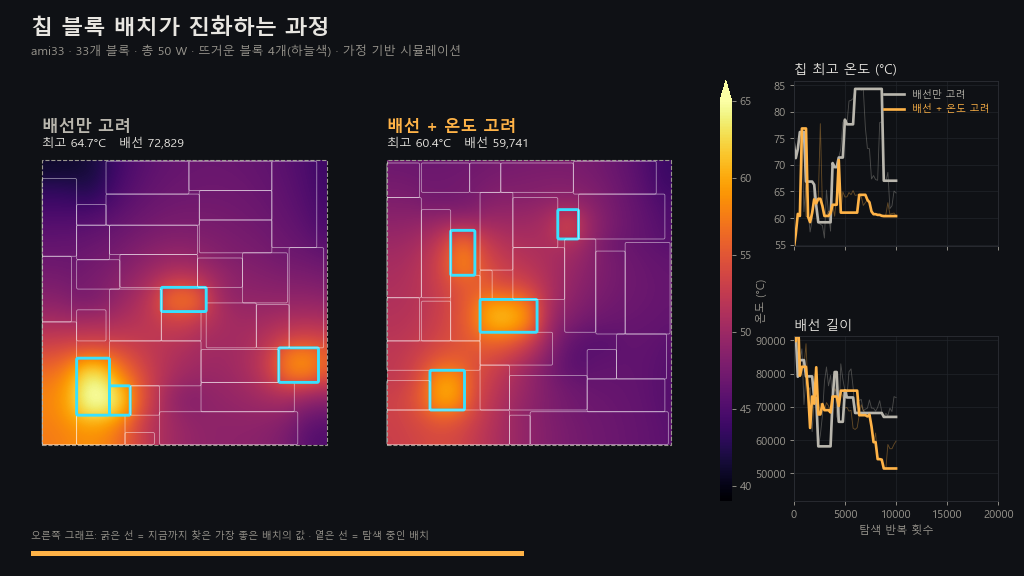 칩 블록 배치가 진화하는 과정
ami33 · 33개 블록 · 총 50 W · 뜨거운 블록 4개(하늘색) · 가정 기반 시뮬레이션
배선만 고려
최고 64.7°C 배선 72,829
배선 + 온도 고려
최고 60.4°C 배선 59,741
65
60
55
50
45
40
온도 (°C)
칩 최고 온도 (°C)
85
80
75
70
65
60
55
배선만 고려
배선 + 온도 고려
배선 길이
90000
80000
70000
60000
50000
0 5000 10000 15000 20000
탐색 반복 횟수
오른쪽 그래프: 굵은 선 = 지금까지 찾은 가장 좋은 배치의 값 · 옅은 선 = 탐색 중인 배치